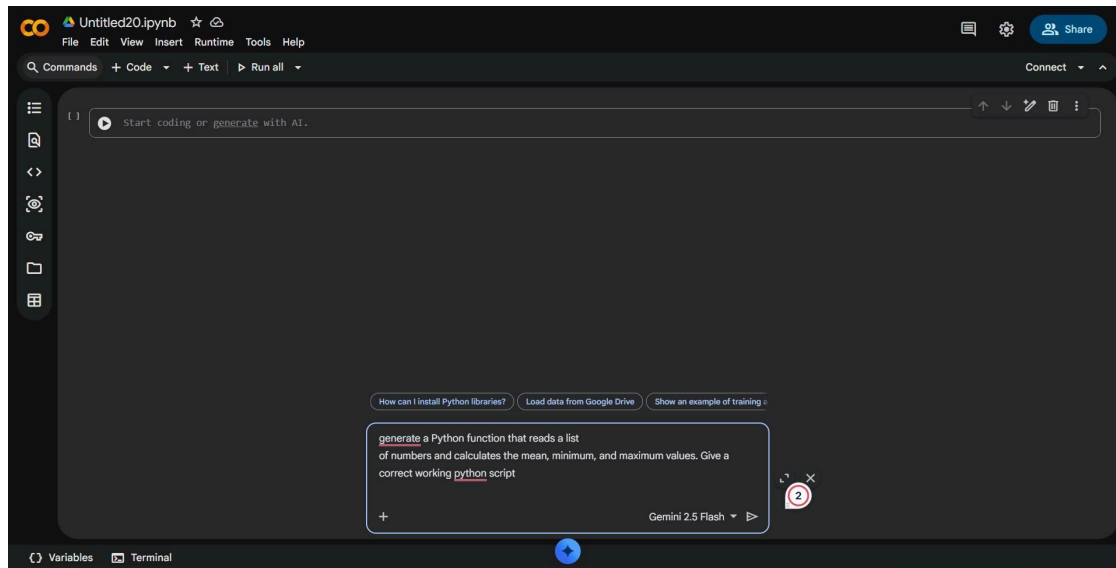 Untitled20.ipynb
Share
File Edit View Insert Runtime Tools Help
Commands + Code + Text Run all
Connect
[ ]
Start coding or generate with AI.
How can I install Python libraries?
Load data from Google Drive
Show an example of training
generate a Python function that reads a list
of numbers and calculates the mean, minimum, and maximum values. Give a
correct working python script
2
+
Gemini 2.5 Flash
{} Variables
Terminal